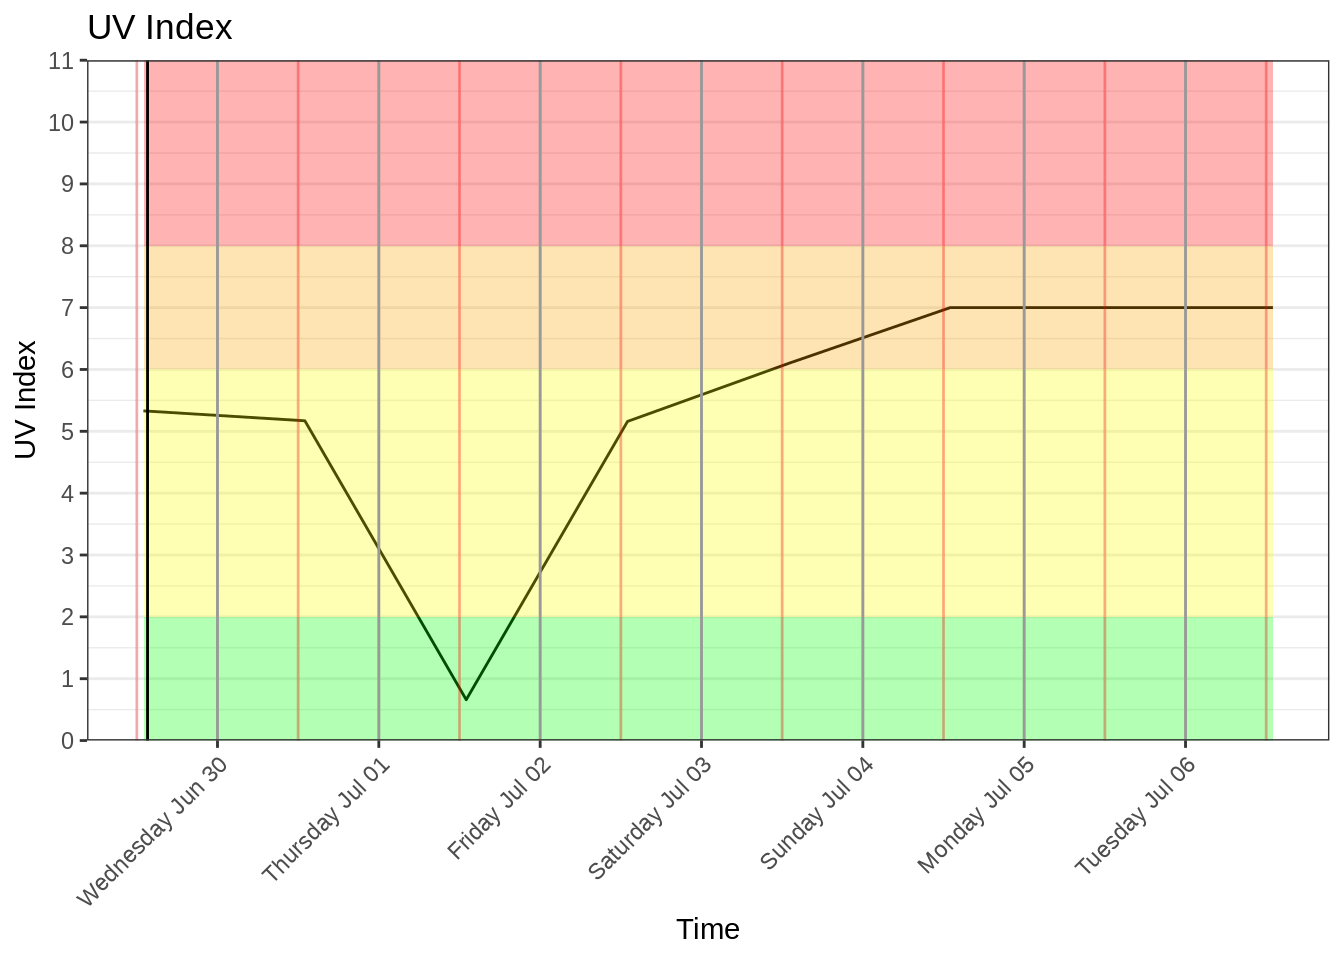 UV Index
11
10
9
8
7
6
5
4
3
2
1
0
UV Index
Wednesday Jun 30
Thursday Jul 01
Friday Jul 02
Saturday Jul 03
Sunday Jul 04
Monday Jul 05
Tuesday Jul 06
Time